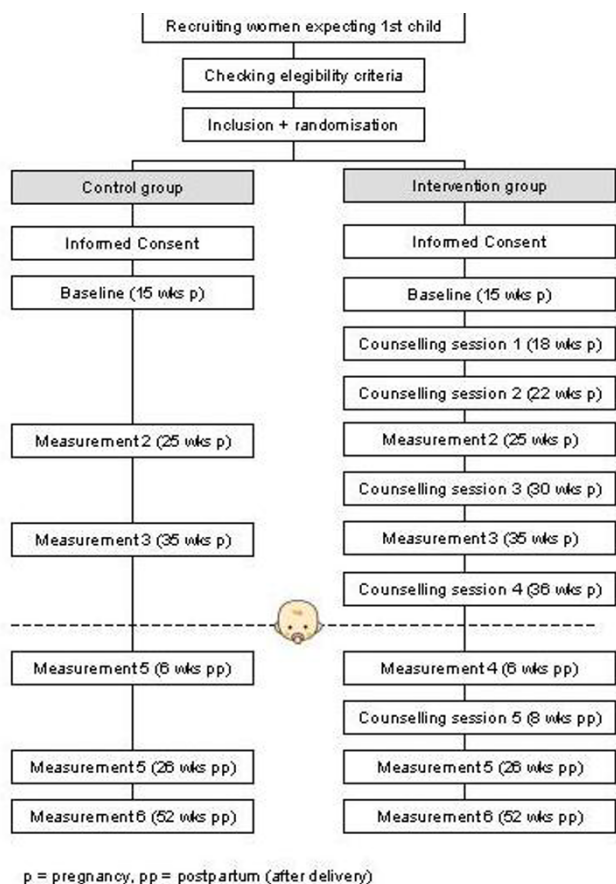 Recruiting women expecting 1st child
Checking elegibility criteria
Inclusion + randomisation
Control group
Informed Consent
Baseline (15 wks p)
Measurement 2 (25 wks p)
Measurement 3 (35 wks p)
Measurement 5 (6 wks pp)
Measurement 5 (26 wks pp)
Measurement 6 (52 wks pp)
Intervention group
Informed Consent
Baseline (15 wks p)
Counselling session 1 (18 wks p)
Counselling session 2 (22 wks p)
Measurement 2 (25 wks p)
Counselling session 3 (30 wks p)
Measurement 3 (35 wks p)
Counselling session 4 (36 wks p)
Measurement 4 (6 wks pp)
Counselling session 5 (8 wks pp)
Measurement 5 (26 wks pp)
Measurement 6 (52 wks pp)
p = pregnancy, pp = postpartum (after delivery)